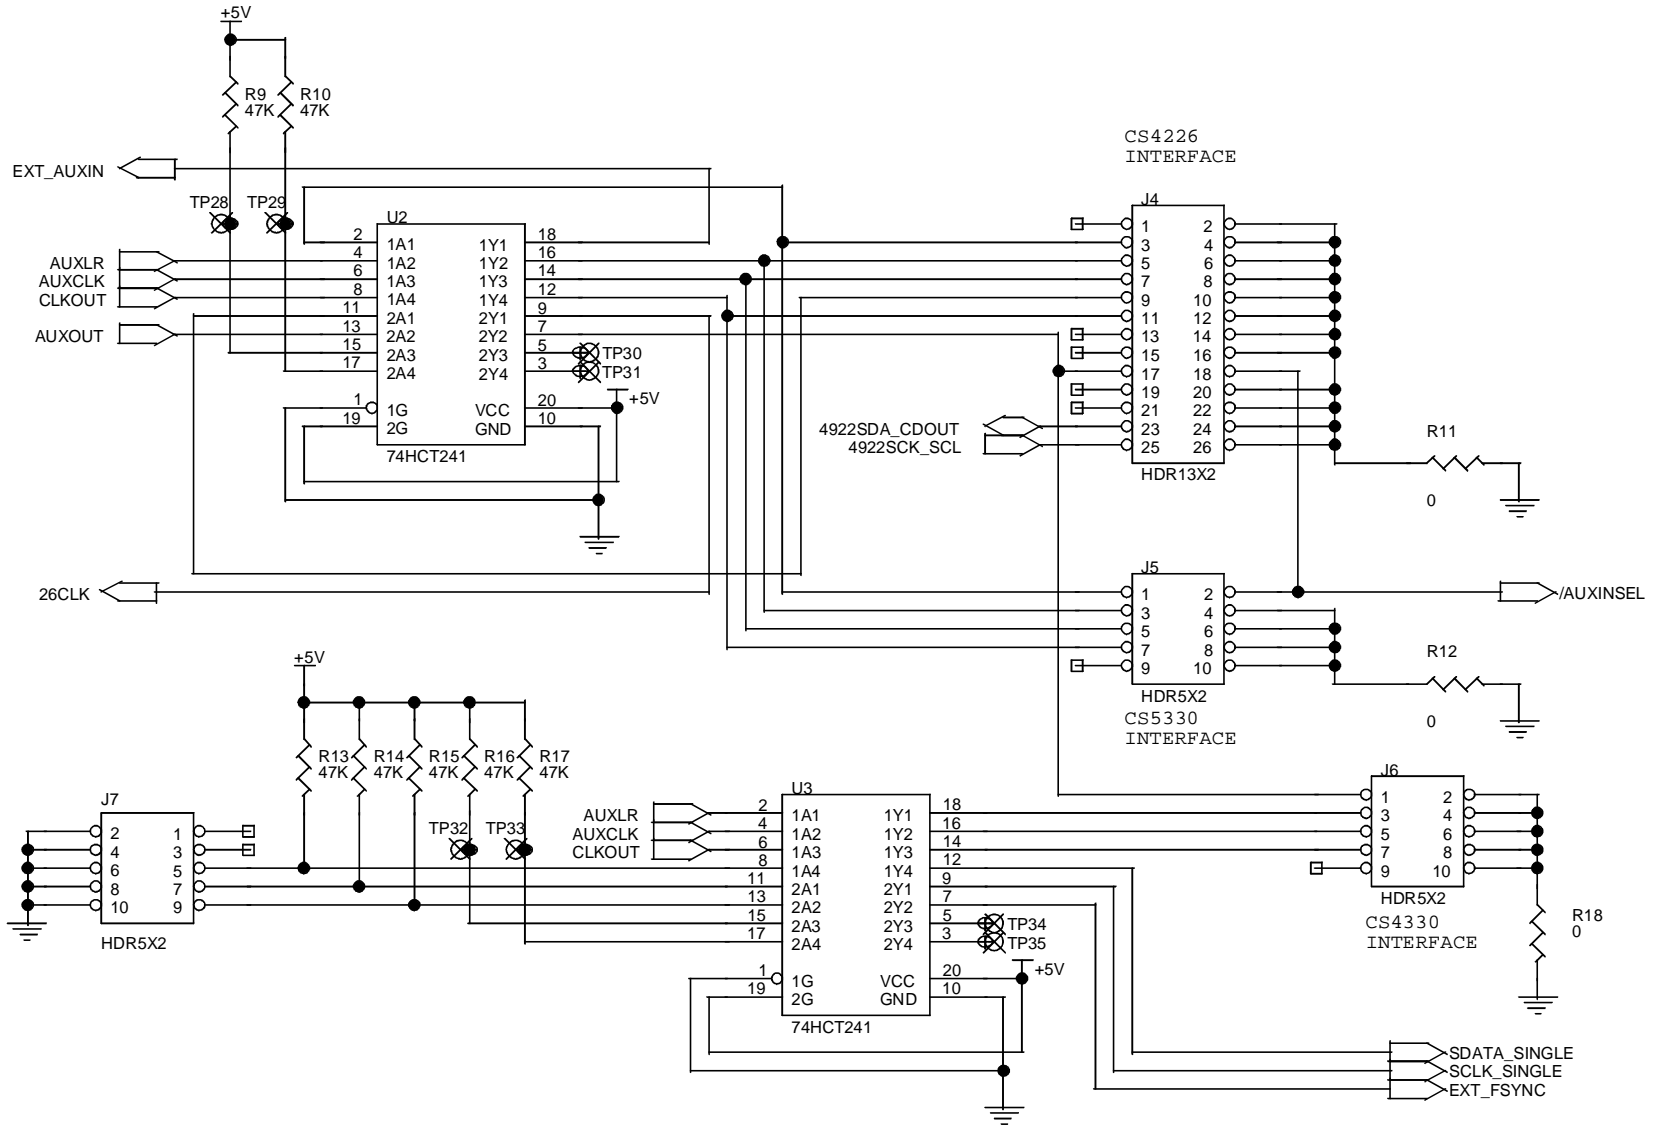 +5V
R9
47K
R10
47K
EXT_AUXIN
TP28
TP29
AUXLR
AUXCLK
CLKOUT
AUXOUT
U2
2 1A1 1Y1 18
4 1A2 1Y2 16
6 1A3 1Y3 14
8 1A4 1Y4 12
11 2A1 2Y1 9
13 2A2 2Y2 7
15 2A3 2Y3 5
17 2A4 2Y4 3
1 1G VCC 20
19 2G GND 10
74HCT241
TP30
TP31
+5V
CS4226
INTERFACE
J4
1 2
3 4
5 6
7 8
9 10
11 12
13 14
15 16
17 18
19 20
21 22
23 24
25 26
HDR13X2
4922SDA_CDOUT
4922SCK_SCL
R11
0
26CLK
J5
1 2
3 4
5 6
7 8
9 10
HDR5X2
CS5330
INTERFACE
/AUXINSEL
R12
0
+5V
R13
47K
R14
47K
R15
47K
R16
47K
R17
47K
J7
2 1
4 3
6 5
8 7
10 9
HDR5X2
TP32
TP33
AUXLR
AUXCLK
CLKOUT
U3
2 1A1 1Y1 18
4 1A2 1Y2 16
6 1A3 1Y3 14
8 1A4 1Y4 12
11 2A1 2Y1 9
13 2A2 2Y2 7
15 2A3 2Y3 5
17 2A4 2Y4 3
1 1G VCC 20
19 2G GND 10
74HCT241
TP34
TP35
+5V
J6
1 2
3 4
5 6
7 8
9 10
HDR5X2
CS4330
INTERFACE
R18
0
SDATA_SINGLE
SCLK_SINGLE
EXT_FSYNC